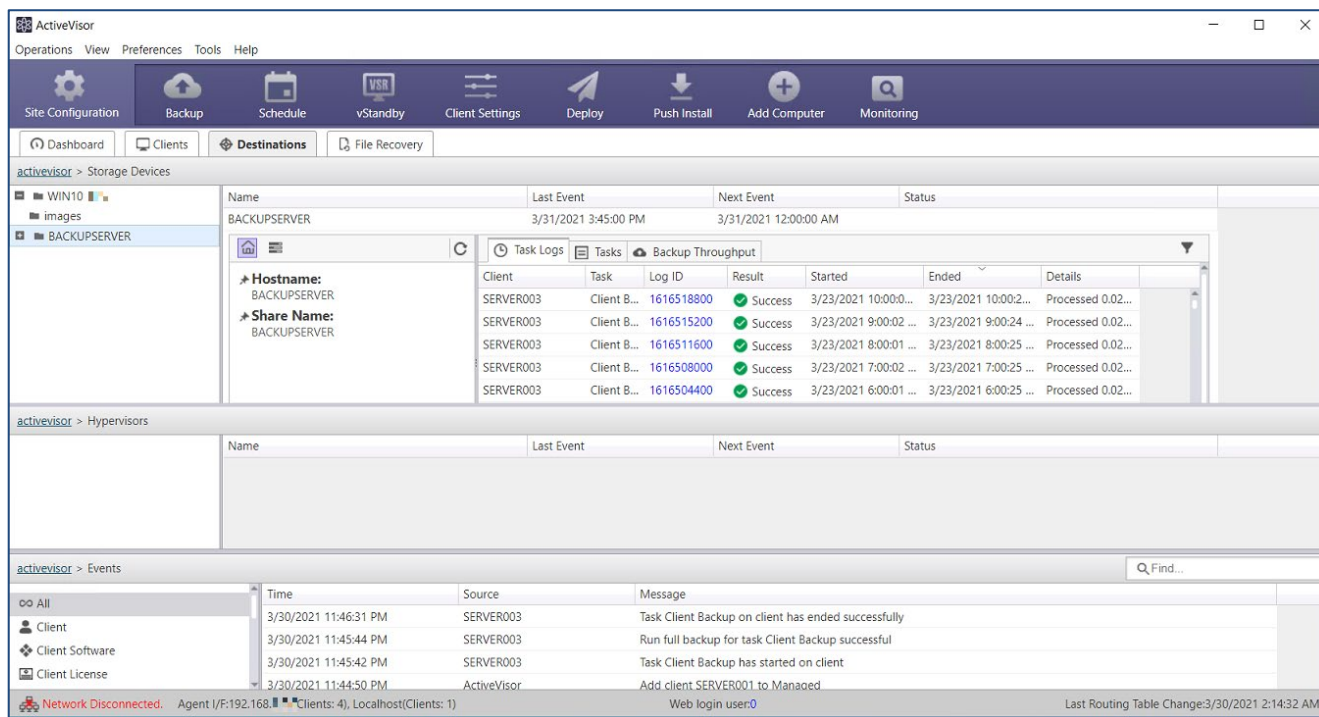 ActiveVisor
Operations View Preferences Tools Help
Site Configuration Backup Schedule VSR vStandby Client Settings Deploy Push Install Add Computer Monitoring
Dashboard Clients Destinations File Recovery
activevisor > Storage Devices
WIN10
images
BACKUPSERVER
Name Last Event Next Event Status
BACKUPSERVER 3/31/2021 3:45:00 PM 3/31/2021 12:00:00 AM
Hostname:
BACKUPSERVER
Share Name:
BACKUPSERVER
Task Logs Tasks Backup Throughput
Client Task Log ID Result Started Ended Details
SERVER003 Client B... 1616518800 Success 3/23/2021 10:00:0... 3/23/2021 10:00:2... Processed 0.02...
SERVER003 Client B... 1616515200 Success 3/23/2021 9:00:02 ... 3/23/2021 9:00:24 ... Processed 0.02...
SERVER003 Client B... 1616511600 Success 3/23/2021 8:00:01 ... 3/23/2021 8:00:25 ... Processed 0.02...
SERVER003 Client B... 1616508000 Success 3/23/2021 7:00:02 ... 3/23/2021 7:00:25 ... Processed 0.02...
SERVER003 Client B... 1616504400 Success 3/23/2021 6:00:01 ... 3/23/2021 6:00:25 ... Processed 0.02...
activevisor > Hypervisors
Name Last Event Next Event Status
activevisor > Events
Find...
All
Client
Client Software
Client License
Time Source Message
3/30/2021 11:46:31 PM SERVER003 Task Client Backup on client has ended successfully
3/30/2021 11:45:44 PM SERVER003 Run full backup for task Client Backup successful
3/30/2021 11:45:42 PM SERVER003 Task Client Backup has started on client
3/30/2021 11:44:50 PM ActiveVisor Add client SERVER001 to Managed
Network Disconnected. Agent I/F:192.168. Clients: 4), Localhost(Clients: 1) Web login user:0 Last Routing Table Change:3/30/2021 2:14:32 AM